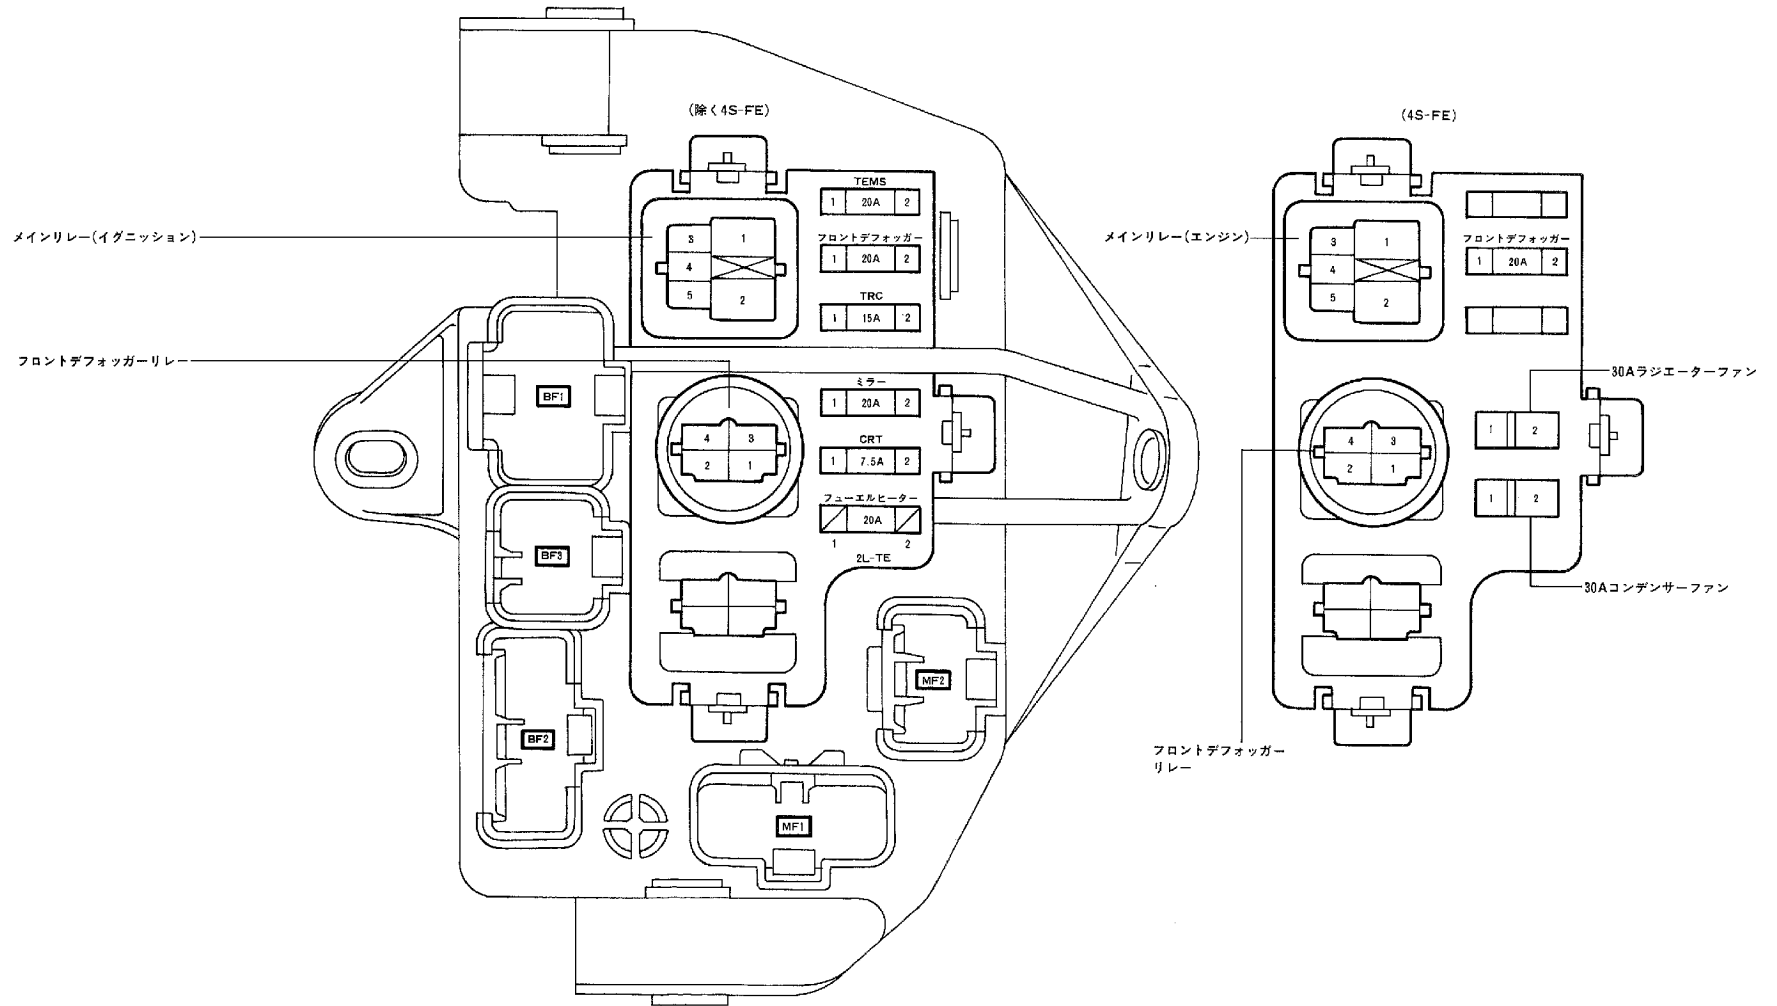 (除く4S-FE)
メインリレー(イグニッション)
3
1
4
5
2
TEMS
1 20A 2
フロントデフォッガー
1 20A 2
TRC
1 15A 2
フロントデフォッガーリレー
BF1
4 3
2 1
ミラー
1 20A 2
CRT
1 7.5A 2
フューエルヒーター
20A
1 2
2L-TE
BF3
BF2
MF2
MF1
(4S-FE)
メインリレー(エンジン)
3
1
4
5
2
フロントデフォッガー
1 20A 2
30Aラジエーターファン
4 3
2 1
1 2
1 2
30Aコンデンサーファン
フロントデフォッガー
リレー